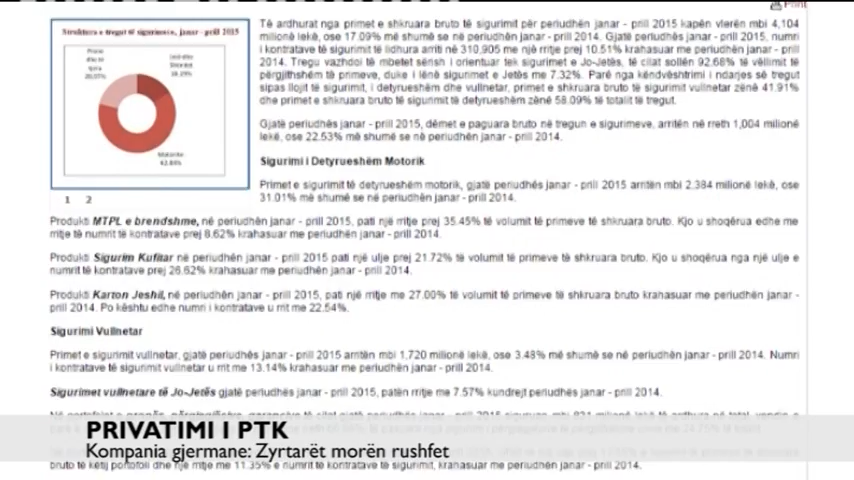 Print
Struktura e tregut të sigurimeve, janar - prill 2015
Motorike
1 2
Të ardhurat nga primet e shkruara bruto të sigurimit për periudhën janar - prill 2015 kapën vlerën mbi 4,104
milionë lekë, ose 17.09% më shumë se në periudhën janar - prill 2014. Gjatë periudhës janar - prill 2015, numri
i kontratave të sigurimit të lidhura arriti në 310,905 me një rritje prej 10.51% krahasuar me periudhën janar - prill
2014. Tregu vazhdoi të mbetet sërish i orientuar tek sigurimet e Jo-Jetës, të cilat sollën 92.68% të vëllimit të
përgjithshëm të primeve, duke i lënë sigurimet e Jetës me 7.32%. Parë nga këndvështrimi i ndarjes së tregut
sipas llojit të sigurimit, i detyrueshëm dhe vullnetar, primet e shkruara bruto të sigurimit vullnetar zënë 41.91%
dhe primet e shkruara bruto të sigurimit të detyrueshëm zënë 58.09% të totalit të tregut.
Gjatë periudhës janar - prill 2015, dëmet e paguara bruto në tregun e sigurimeve, arritën në rreth 1,004 milionë
lekë, ose 22.53% më shumë se në periudhën janar - prill 2014.
Sigurimi i Detyrueshëm Motorik
Primet e sigurimit të detyrueshëm motorik, gjatë periudhës janar - prill 2015 arritën mbi 2,384 milionë lekë, ose
31.01% më shumë se në periudhën janar - prill 2014.
Produkti MTPL e brendshme, në periudhën janar - prill 2015, pati një rritje prej 35.45% të volumit të primeve të shkruara bruto. Kjo u shoqërua edhe me
rritje të numrit të kontratave prej 8.62% krahasuar me periudhën janar - prill 2014.
Produkti Sigurim Kufitar në periudhën janar - prill 2015 pati një ulje prej 21.72% të volumit të primeve të shkruara bruto. Kjo u shoqërua nga një ulje e
numrit të kontratave prej 26.62% krahasuar me periudhën janar - prill 2014.
Produkti Karton Jeshil, në periudhën janar - prill 2015, pati një rritje me 27.00% të volumit të primeve të shkruara bruto krahasuar me periudhën janar -
prill 2014. Po kështu edhe numri i kontratave u rrit me 22.54%.
Sigurimi Vullnetar
Primet e sigurimit vullnetar, gjatë periudhës janar - prill 2015 arritën mbi 1,720 milionë lekë, ose 3.48% më shumë se në periudhën janar - prill 2014. Numri
i kontratave të sigurimit vullnetar u rrit me 13.14% krahasuar me periudhën janar - prill 2014.
Sigurimet vullnetare të Jo-Jetës gjatë periudhës janar - prill 2015, patën rritje me 7.57% kundrejt periudhës janar - prill 2014.
PRIVATIMI I PTK
Kompania gjermane: Zyrtarët morën rushfet
bruto të këtij portofoli dhe një rritje me 11.35% e numrit të kontratave të sigurimit, krahasuar me periudhën janar - prill 2014.